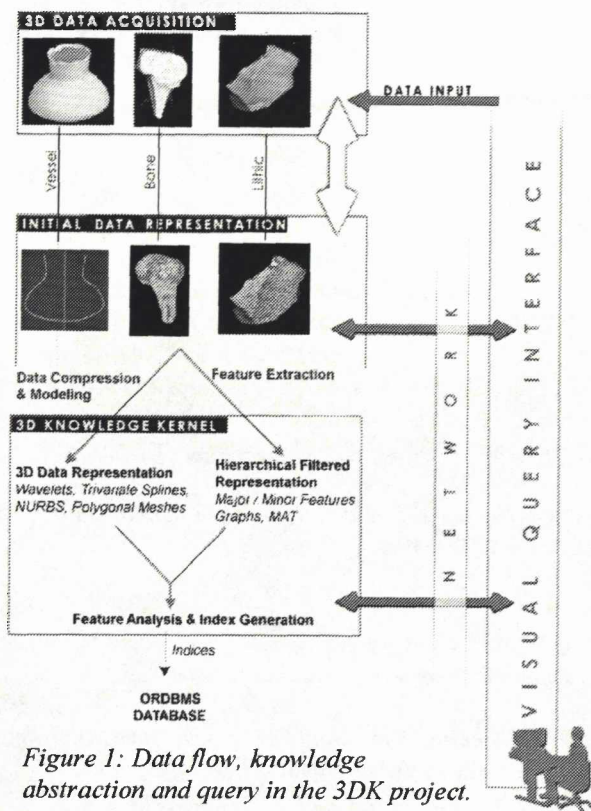 3D DATA ACQUISITION
DATA INPUT
Vessel
Bone
Lithic
INITIAL DATA REPRESENTATION
Data Compression
& Modeling
Feature Extraction
3D KNOWLEDGE KERNEL
3D Data Representation
Wavelets, Trivariate Splines,
NURBS, Polygonal Meshes
Hierarchical Filtered
Representation
Major / Minor Features
Graphs, MAT
Feature Analysis & Index Generation
Indices
ORDBMS
DATABASE
NETWORK
VISUAL QUERY INTERFACE
Figure 1: Data flow, knowledge
abstraction and query in the 3DK project.